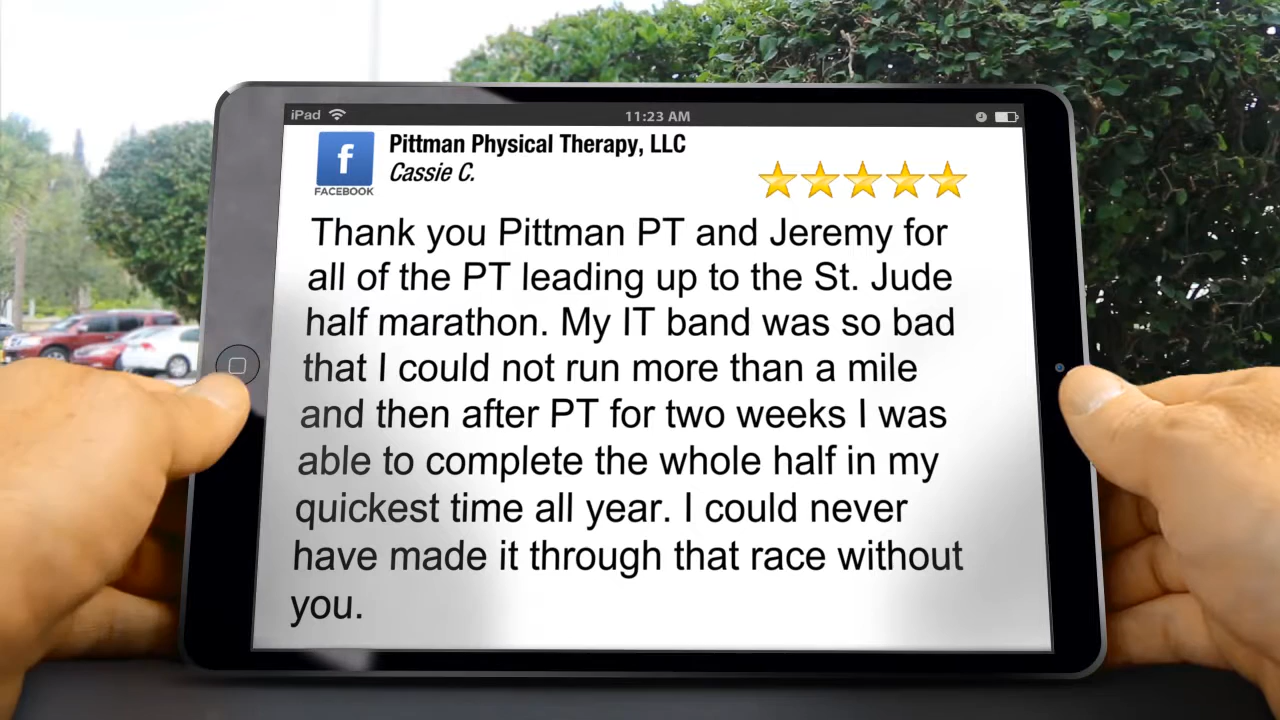 iPad
11:23 AM
f
FACEBOOK
Pittman Physical Therapy, LLC
Cassie C.
Thank you Pittman PT and Jeremy for
all of the PT leading up to the St. Jude
half marathon. My IT band was so bad
that I could not run more than a mile
and then after PT for two weeks I was
able to complete the whole half in my
quickest time all year. I could never
have made it through that race without
you.